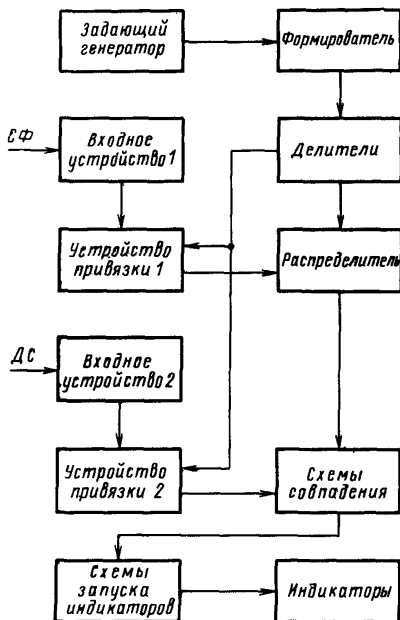 Задающий
генератор
Формирователь
СФ
Входное
устройство 1
Делители
Устройство
привязки 1
Распределитель
ДС
Входное
устройство 2
Устройство
привязки 2
Схемы
совпадения
Схемы
запуска
индикаторов
Индикаторы